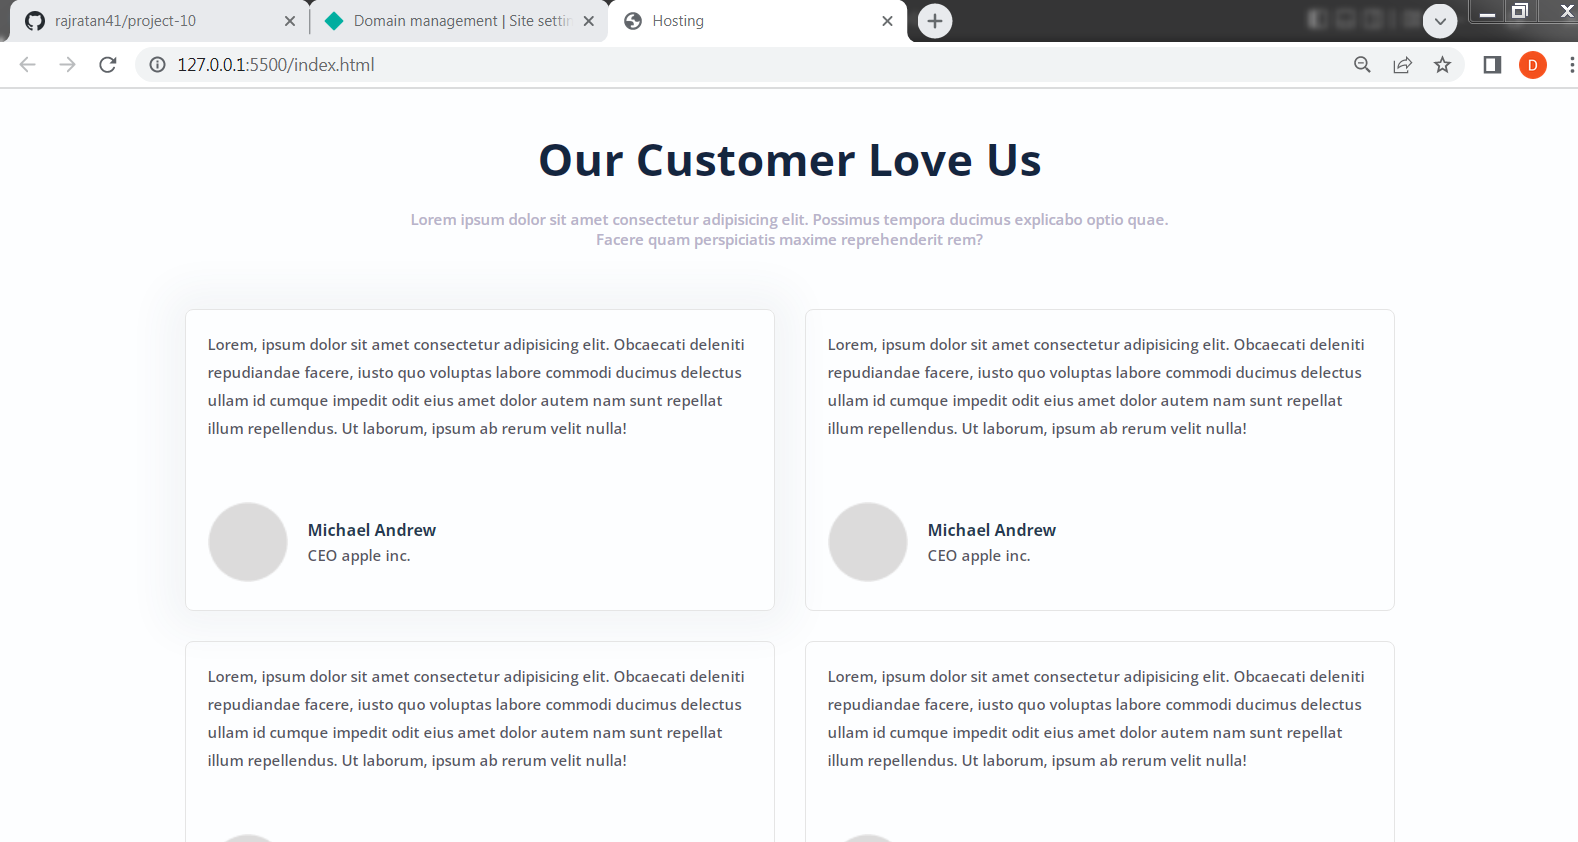 rajratan41/project-10
Domain management | Site settin
Hosting
127.0.0.1:5500/index.html
D
Our Customer Love Us
Lorem ipsum dolor sit amet consectetur adipisicing elit. Possimus tempora ducimus explicabo optio quae.
Facere quam perspiciatis maxime reprehenderit rem?
Lorem, ipsum dolor sit amet consectetur adipisicing elit. Obcaecati deleniti
repudiandae facere, iusto quo voluptas labore commodi ducimus delectus
ullam id cumque impedit odit eius amet dolor autem nam sunt repellat
illum repellendus. Ut laborum, ipsum ab rerum velit nulla!
Michael Andrew
CEO apple inc.
Lorem, ipsum dolor sit amet consectetur adipisicing elit. Obcaecati deleniti
repudiandae facere, iusto quo voluptas labore commodi ducimus delectus
ullam id cumque impedit odit eius amet dolor autem nam sunt repellat
illum repellendus. Ut laborum, ipsum ab rerum velit nulla!
Michael Andrew
CEO apple inc.
Lorem, ipsum dolor sit amet consectetur adipisicing elit. Obcaecati deleniti
repudiandae facere, iusto quo voluptas labore commodi ducimus delectus
ullam id cumque impedit odit eius amet dolor autem nam sunt repellat
illum repellendus. Ut laborum, ipsum ab rerum velit nulla!
Lorem, ipsum dolor sit amet consectetur adipisicing elit. Obcaecati deleniti
repudiandae facere, iusto quo voluptas labore commodi ducimus delectus
ullam id cumque impedit odit eius amet dolor autem nam sunt repellat
illum repellendus. Ut laborum, ipsum ab rerum velit nulla!